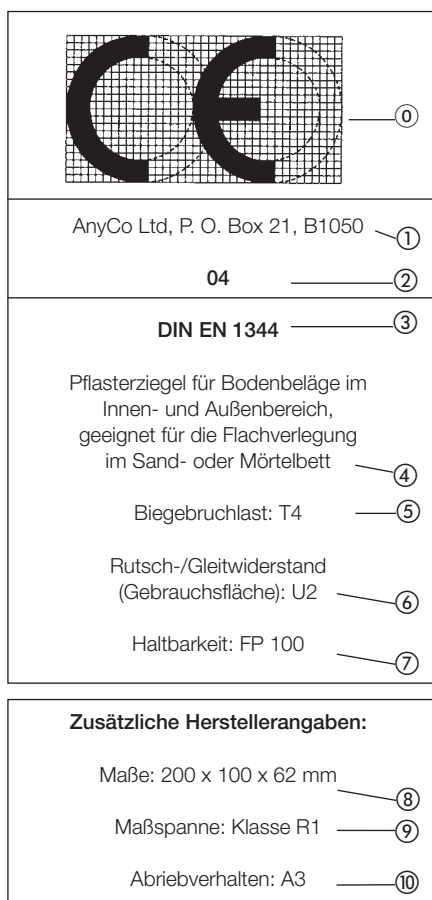 CE
0
AnyCo Ltd, P. O. Box 21, B1050
1
04
2
DIN EN 1344
3
Pflasterziegel für Bodenbeläge im
Innen- und Außenbereich,
geeignet für die Flachverlegung
im Sand- oder Mörtelbett
4
Biegebruchlast: T4
5
Rutsch-/Gleitwiderstand
(Gebrauchsfläche): U2
6
Haltbarkeit: FP 100
7
Zusätzliche Herstellerangaben:
Maße: 200 x 100 x 62 mm
8
Maßspanne: Klasse R1
9
Abriebverhalten: A3
10